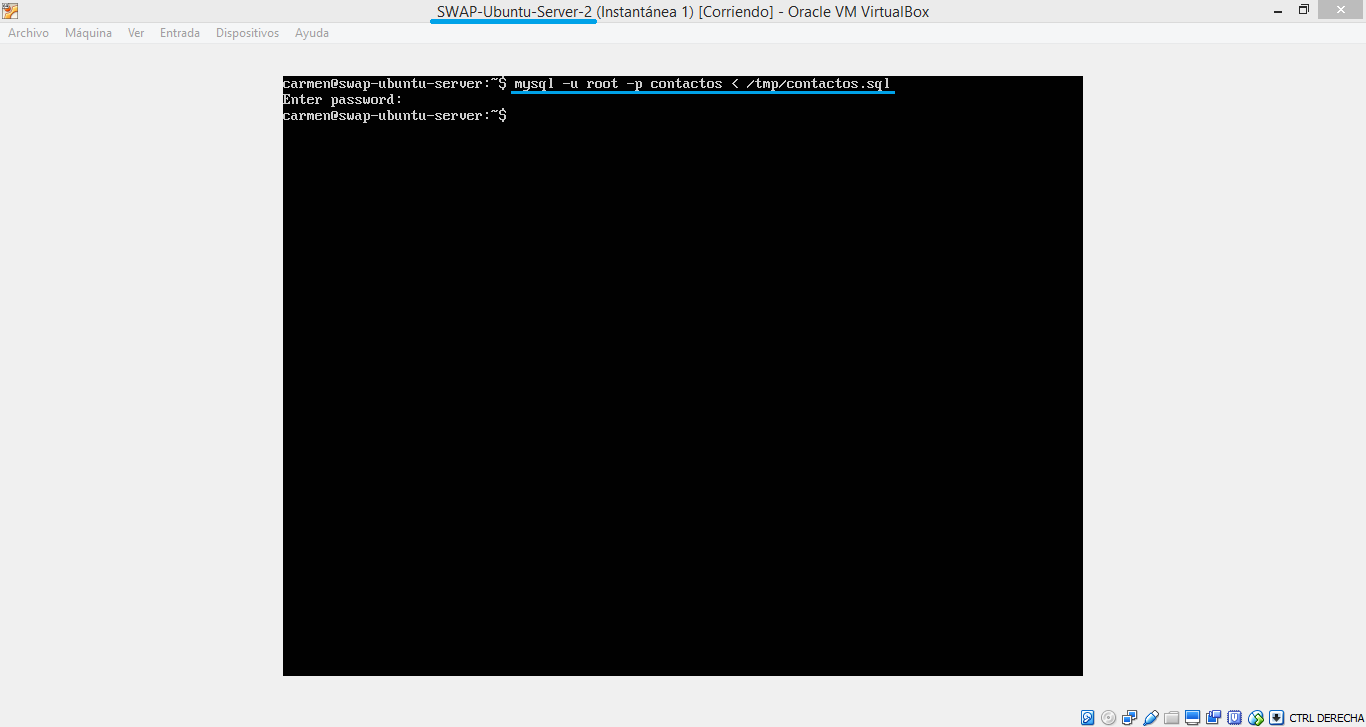 SWAP-Ubuntu-Server-2 (Instantánea 1) [Corriendo] - Oracle VM VirtualBox
Archivo Máquina Ver Entrada Dispositivos Ayuda
carmen@swap-ubuntu-server:~$ mysql -u root -p contactos < /tmp/contactos.sql
Enter password:
carmen@swap-ubuntu-server:~$
CTRL DERECHA